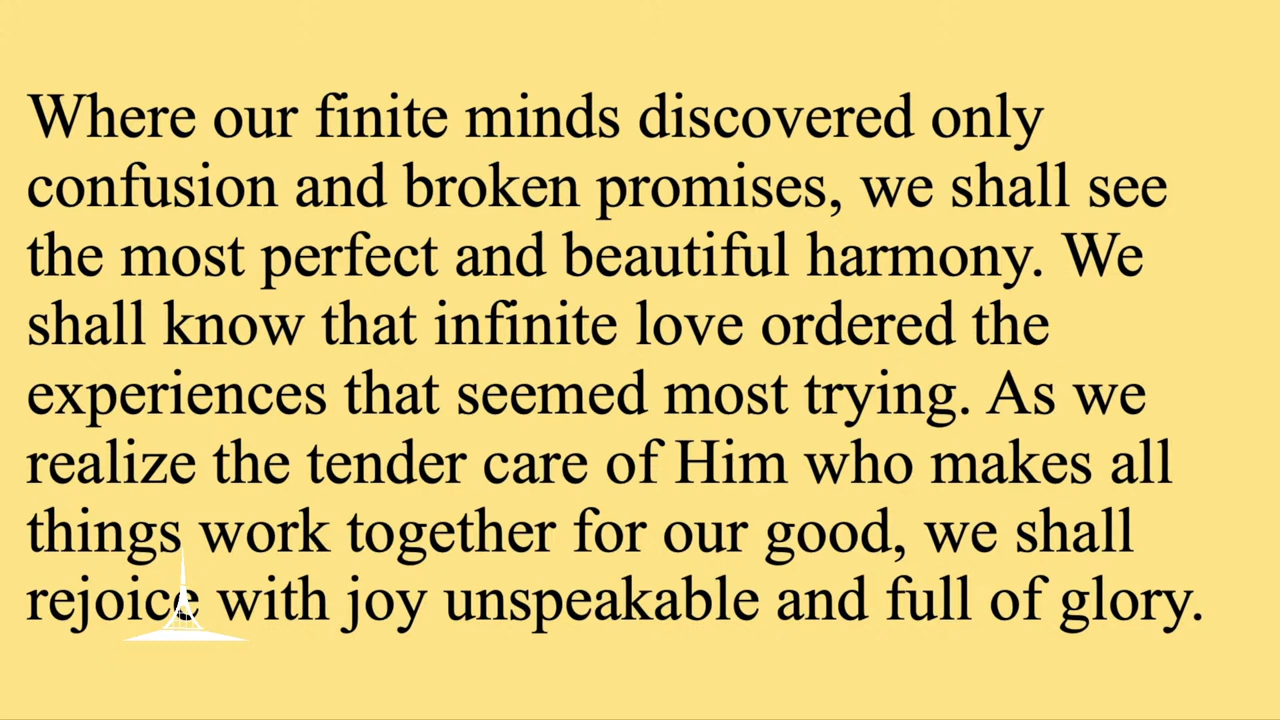 Where our finite minds discovered only
confusion and broken promises, we shall see
the most perfect and beautiful harmony. We
shall know that infinite love ordered the
experiences that seemed most trying. As we
realize the tender care of Him who makes all
things work together for our good, we shall
rejoice with joy unspeakable and full of glory.